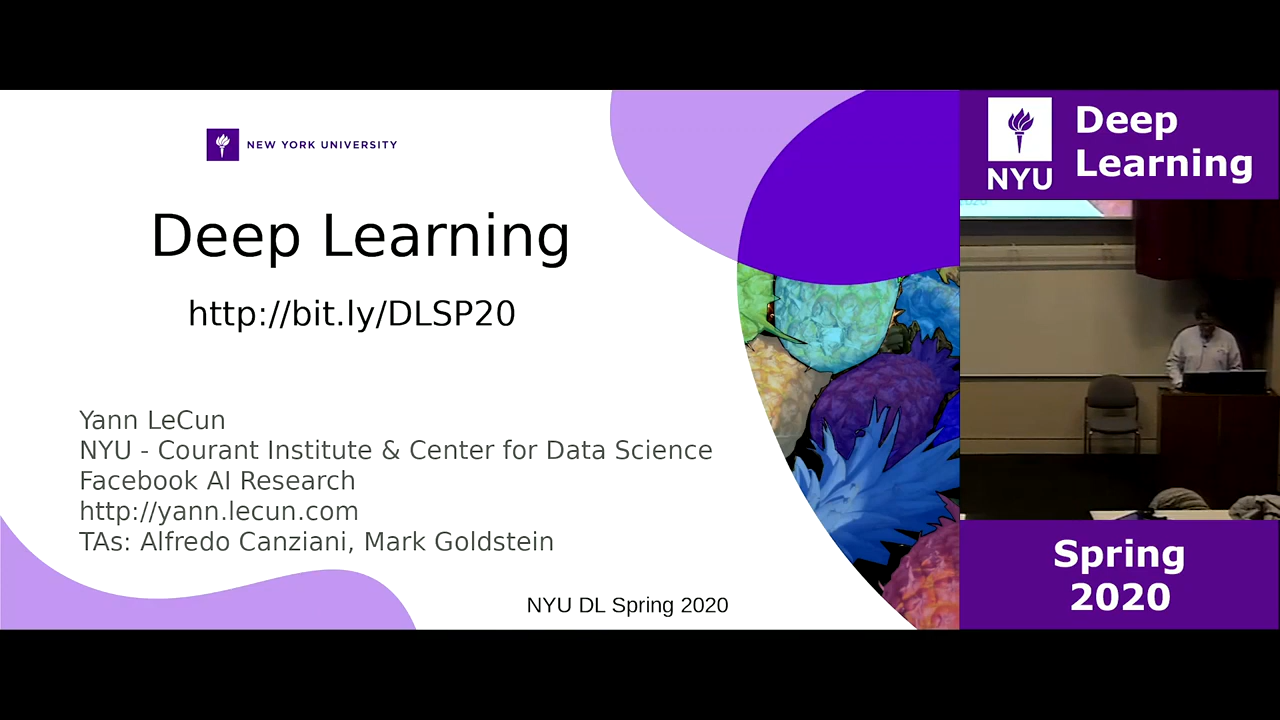 NEW YORK UNIVERSITY
Deep Learning
http://bit.ly/DLSP20
Yann LeCun
NYU - Courant Institute & Center for Data Science
Facebook AI Research
http://yann.lecun.com
TAs: Alfredo Canziani, Mark Goldstein
NYU DL Spring 2020
NYU
Deep
Learning
Spring
2020